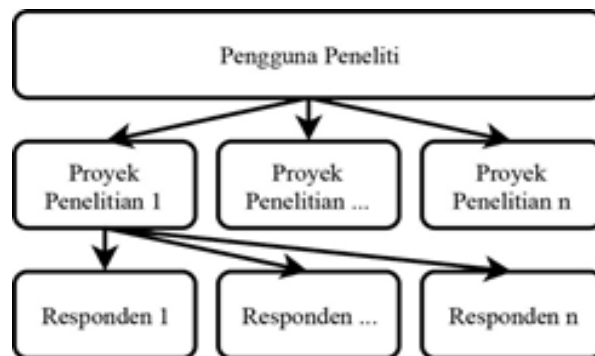 Pengguna Peneliti
Proyek
Penelitian 1
Proyek
Penelitian ...
Proyek
Penelitian n
Responden 1
Responden ...
Responden n